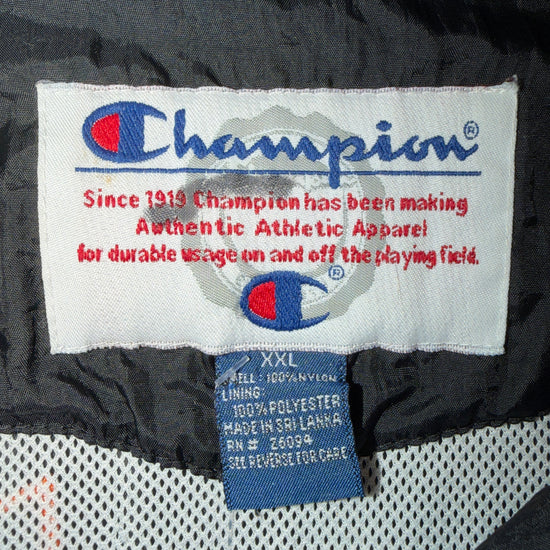 Champion®
Since 1919 Champion has been making
Authentic Athletic Apparel
for durable usage on and off the playing field.
®
XXL
SHELL: 100% NYLON
LINING:
100% POLYESTER
MADE IN SRI LANKA
RN # 26094
SEE REVERSE FOR CARE